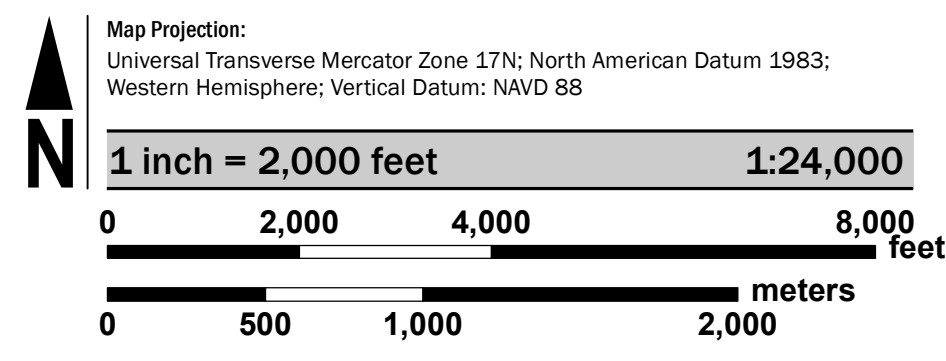 Map Projection:
Universal Transverse Mercator Zone 17N; North American Datum 1983;
Western Hemisphere; Vertical Datum: NAVD 88
N
1 inch = 2,000 feet 1:24,000
0 2,000 4,000 8,000
feet
meters
0 500 1,000 2,000